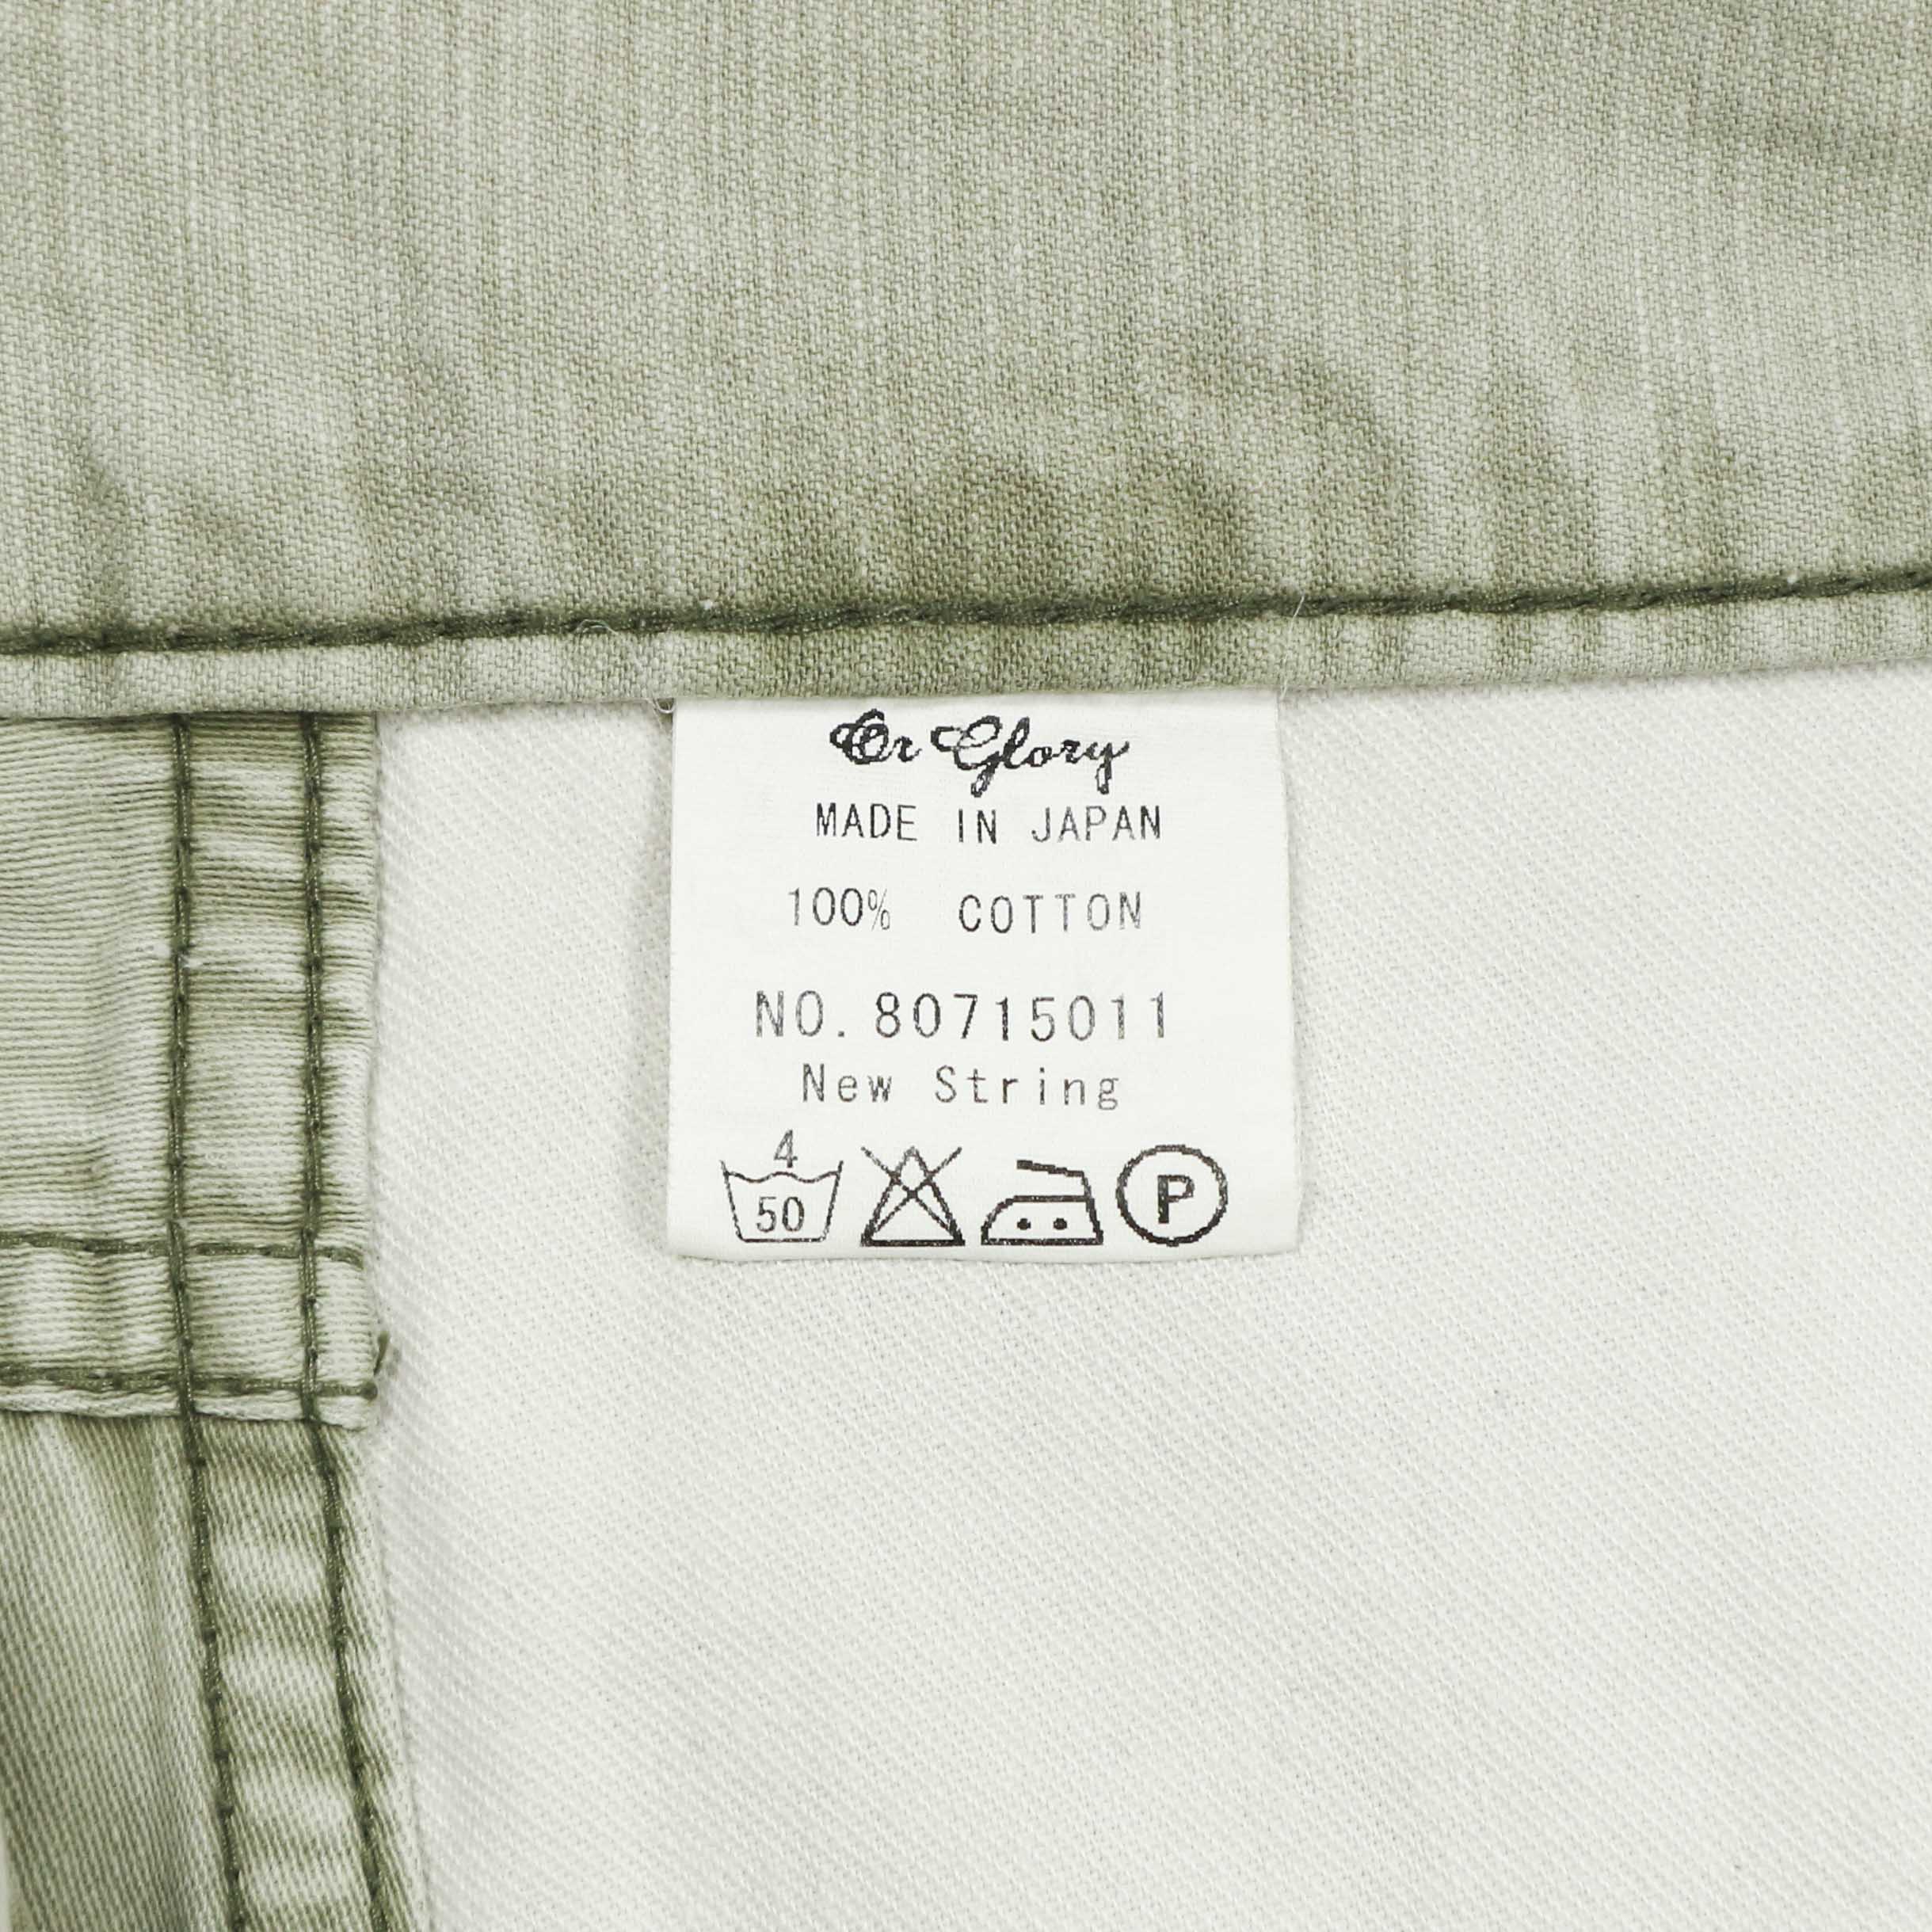 Or Glory
MADE IN JAPAN
100% COTTON
NO. 80715011
New String
4
50
P